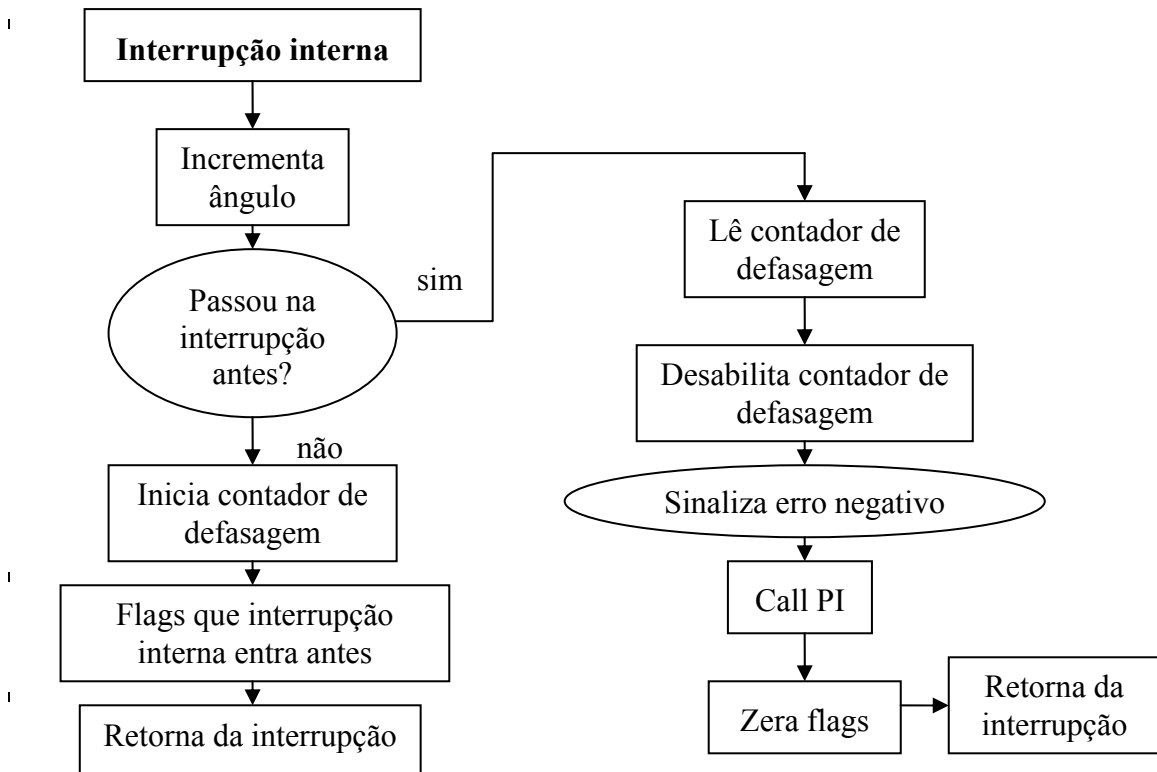 Interrupção interna
Incrementa
ângulo
Passou na
interrupção
antes?
sim
não
Inicia contador de
defasagem
Flags que interrupção
interna entra antes
Retorna da interrupção
Lê contador de
defasagem
Desabilita contador de
defasagem
Sinaliza erro negativo
Call PI
Zera flags
Retorna da
interrupção